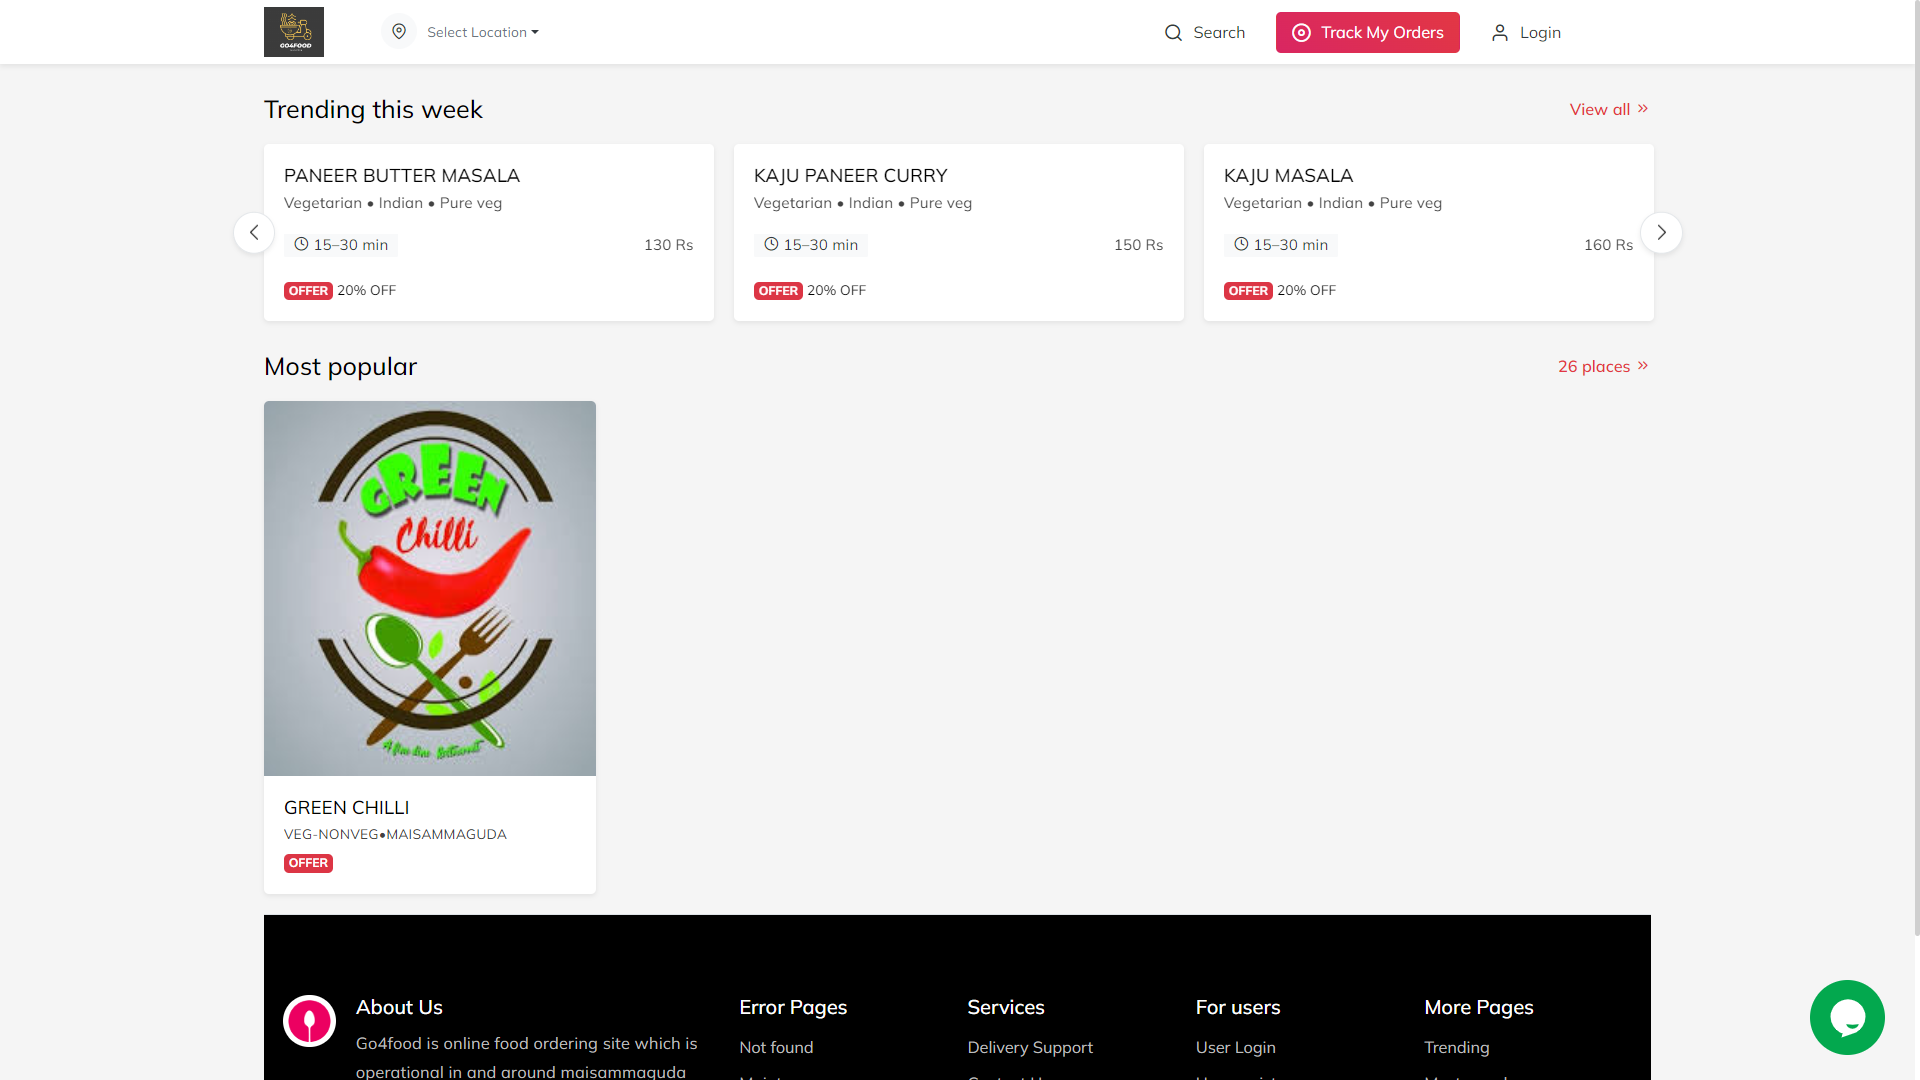 GO4FOOD
Select Location
Search
Track My Orders
Login
Trending this week
View all »
PANEER BUTTER MASALA
Vegetarian • Indian • Pure veg
15–30 min
130 Rs
OFFER 20% OFF
KAJU PANEER CURRY
Vegetarian • Indian • Pure veg
15–30 min
150 Rs
OFFER 20% OFF
KAJU MASALA
Vegetarian • Indian • Pure veg
15–30 min
160 Rs
OFFER 20% OFF
Most popular
26 places »
GREEN
Chilli
A fine dine Restaurant
GREEN CHILLI
VEG-NONVEG•MAISAMMAGUDA
OFFER
About Us
Go4food is online food ordering site which is
operational in and around maisammaguda
Error Pages
Not found
Services
Delivery Support
For users
User Login
More Pages
Trending